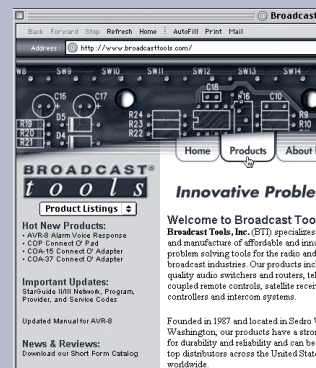 Broadcast
Back Forward Stop Refresh Home AutoFill Print Mail
Address: http://www.broadcasttools.com/
W8 SW9 SW10 SW11 SW12 SW13 SW14
C18
C16 C17 C10
R19 D5 R24 R9
R20 R23 R10
R21 D4 R22
Home Products About
BROADCAST®
tools
Product Listings
Innovative Proble
Hot New Products:
• AVR-8 Alarm Voice Response
• COP Connect O' Pad
• COA-15 Connect O' Adapter
• COA-37 Connect O' Adapter
Important Updates:
StarGuide II/III Network, Program,
Provider, and Service Codes
Updated Manual for AVR-8
News & Reviews:
Download our Short Form Catalog
Welcome to Broadcast Too
Broadcast Tools, Inc. (BTI) specializes
and manufacture of affordable and inno
problem solving tools for the radio and
broadcast industries. Our products incl
quality audio switchers and routers, tel
coupled remote controls, satellite recei
controllers and intercom systems.
Founded in 1987 and located in Sedro W
Washington, our products have a stron
for durability and reliability and can be
top distributors across the United State
worldwide.